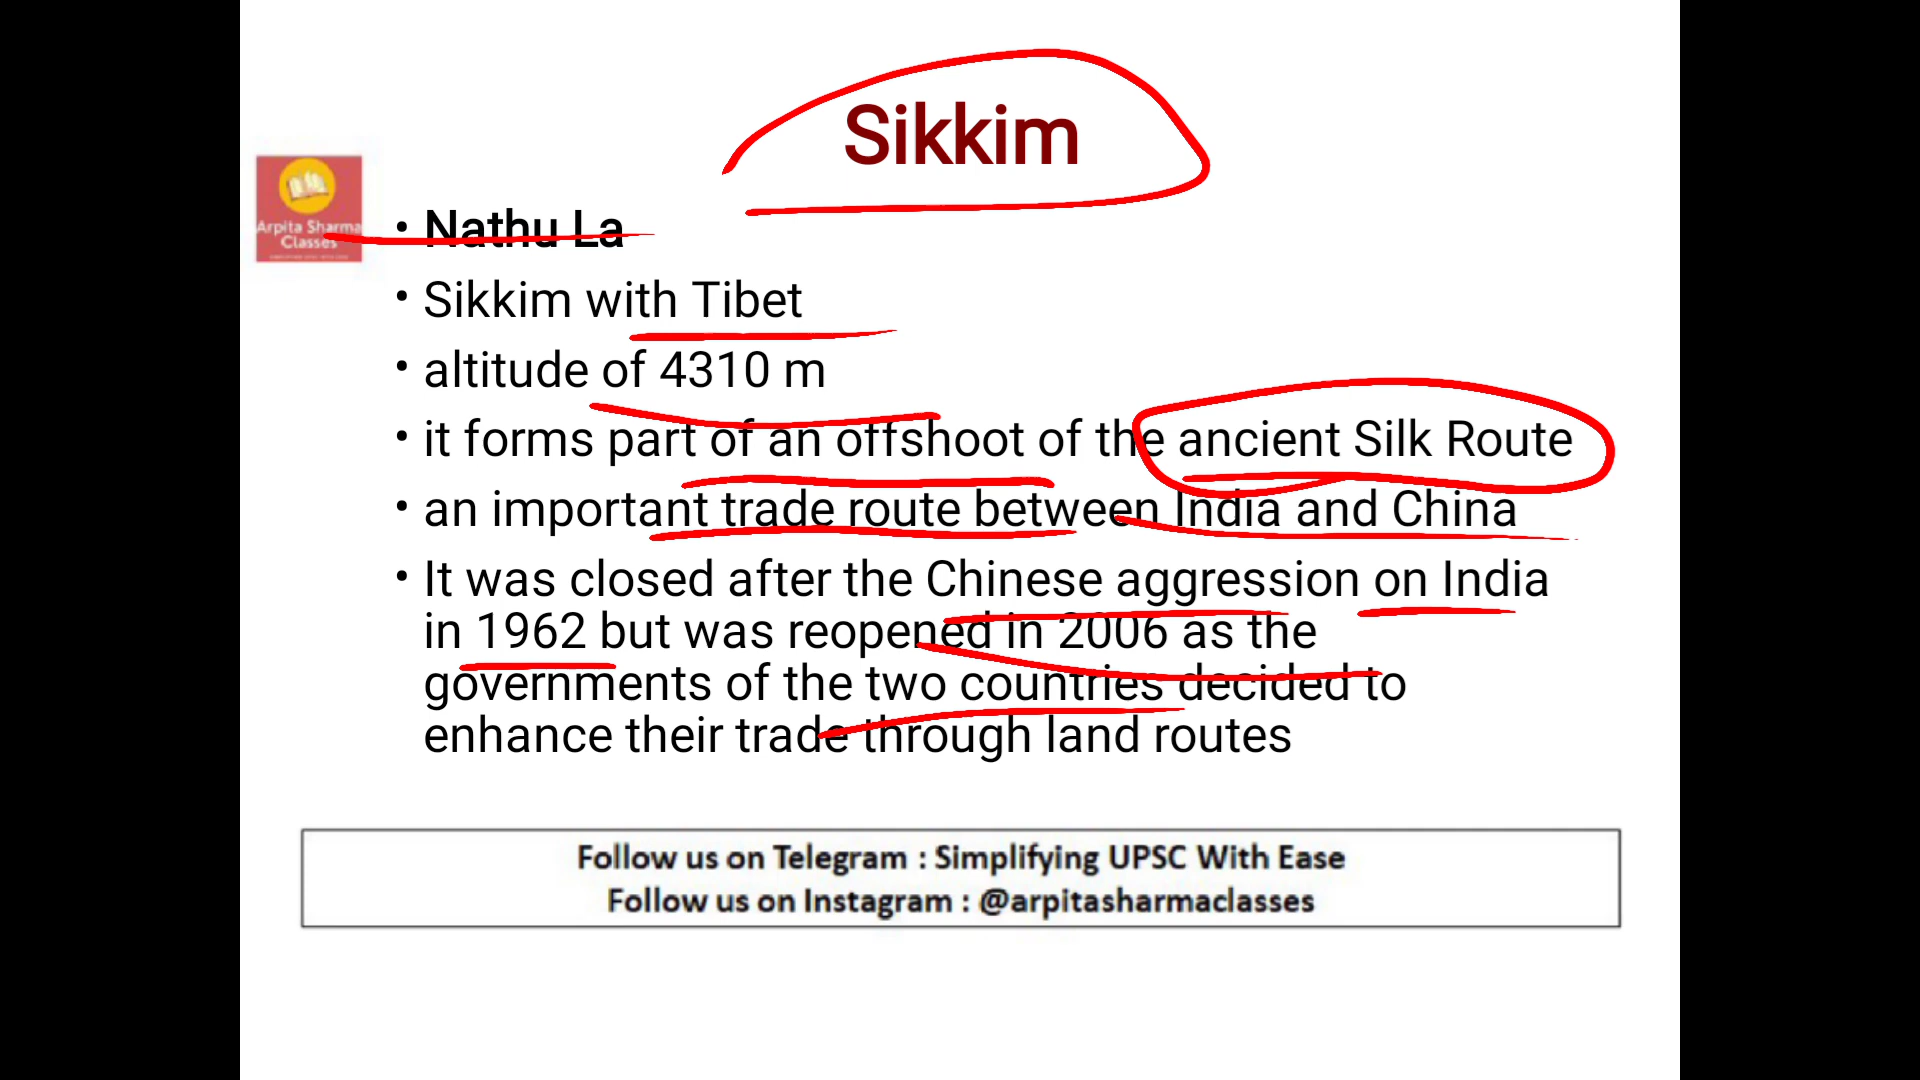 Sikkim
Arpita Sharma
Classes
• Nathu La
• Sikkim with Tibet
• altitude of 4310 m
• it forms part of an offshoot of the ancient Silk Route
• an important trade route between India and China
• It was closed after the Chinese aggression on India
in 1962 but was reopened in 2006 as the
governments of the two countries decided to
enhance their trade through land routes
Follow us on Telegram : Simplifying UPSC With Ease
Follow us on Instagram : @arpitasharmaclasses